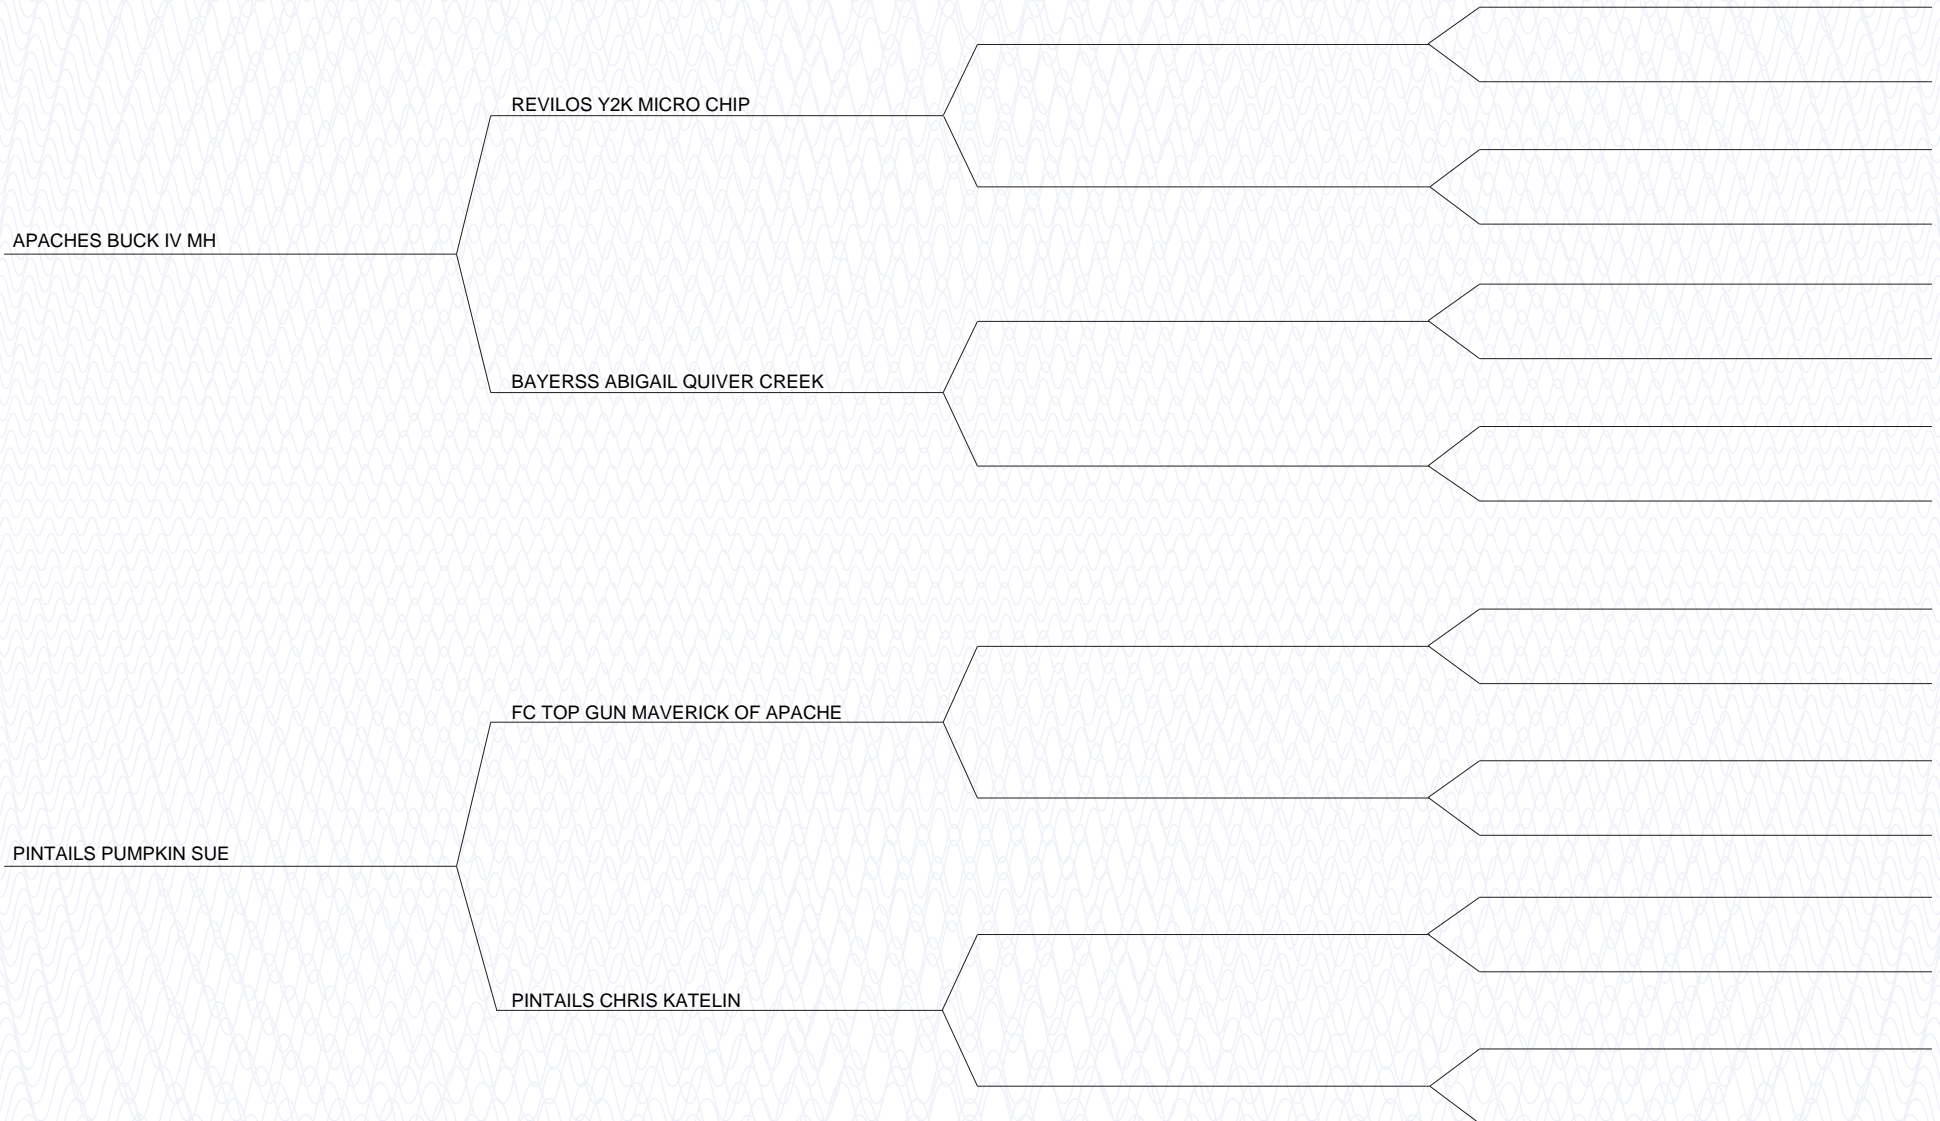 REVILOS Y2K MICRO CHIP
APACHES BUCK IV MH
BAYERSS ABIGAIL QUIVER CREEK
FC TOP GUN MAVERICK OF APACHE
PINTAILS PUMPKIN SUE
PINTAILS CHRIS KATELIN